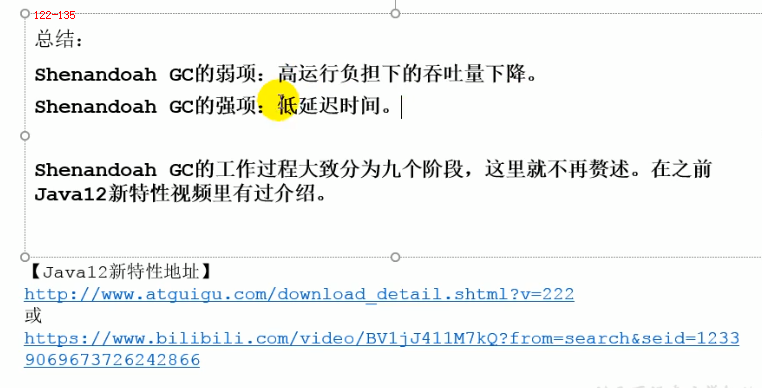 122-135
总结：
Shenandoah GC的弱项：高运行负担下的吞吐量下降。
Shenandoah GC的强项：低延迟时间。
Shenandoah GC的工作过程大致分为九个阶段，这里就不再赘述。在之前
Java12新特性视频里有过介绍。
【Java12新特性地址】
http://www.atguigu.com/download_detail.shtml?v=222
或
https://www.bilibili.com/video/BV1jJ411M7kQ?from=search&seid=1233
9069673726242866